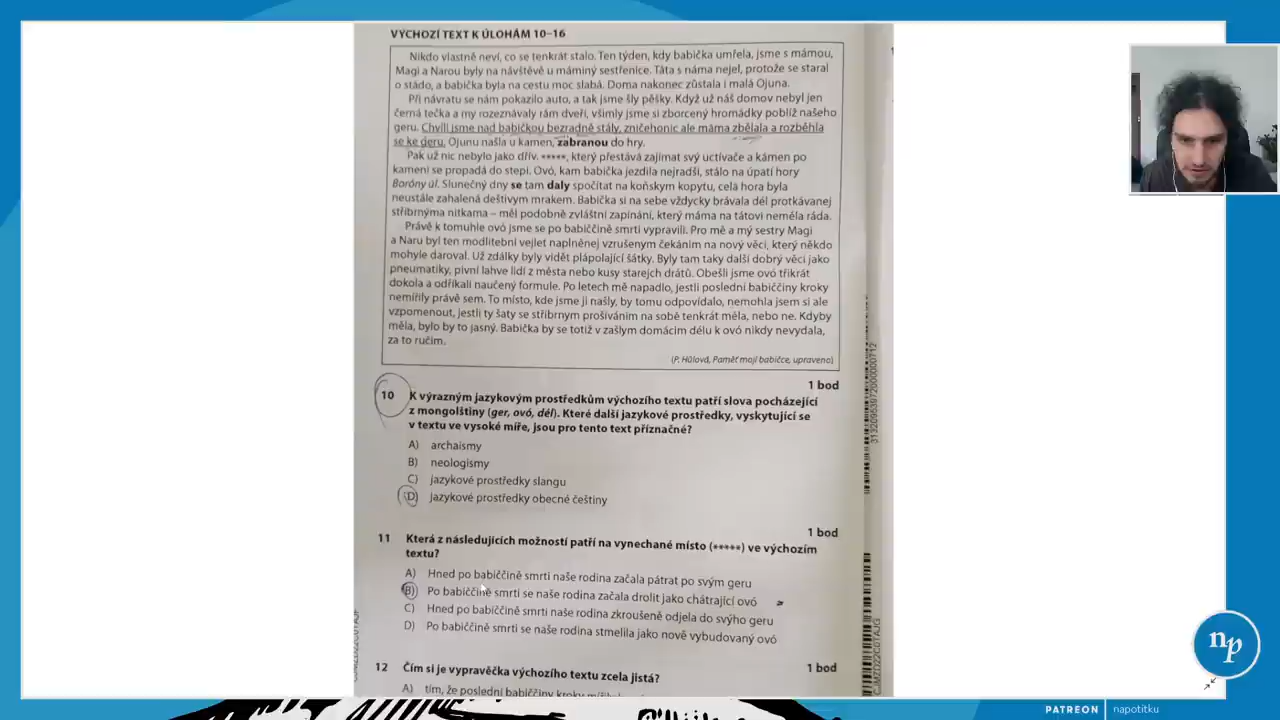 VÝCHOZÍ TEXT K ÚLOHÁM 10–16
Nikdo vlastně neví, co se tenkrát stalo. Ten týden, kdy babička umřela, jsme s mámou,
Magi a Narou byly na návštěvě u máminý sestřenice. Táta s náma nejel, protože se staral
o stádo, a babička byla na cestu moc slabá. Doma nakonec zůstala i malá Ojuna.
Při návratu se nám pokazilo auto, a tak jsme šly pěšky. Když už náš domov nebyl jen
černá tečka a my rozeznávaly rám dveří, všimly jsme si zborcený hromádky poblíž našeho
geru. Chvíli jsme nad babičkou bezradně stály, zničehonic ale máma zbělala a rozběhla
se ke geru. Ojunu našla u kamen, zabranou do hry.
Pak už nic nebylo jako dřív. *****, který přestává zajímat svý uctívače a kámen po
kameni se propadá do stepi. Ovó, kam babička jezdila nejradši, stálo na úpatí hory
Boróny úl. Slunečný dny se tam daly spočítat na koňskym kopytu, celá hora byla
neustále zahalená deštivym mrakem. Babička si na sebe vždycky brávala dél protkávanej
stříbrnýma nitkama – měl podobně zvláštní zapínání, který máma na tátovi neměla ráda.
Právě k tomuhle ovó jsme se po babiččině smrti vypravili. Pro mě a mý sestry Magi
a Naru byl ten modlitební vejlet naplněnej vzrušenym čekáním na nový věci, který někdo
mohyle daroval. Už zdálky byly vidět plápolající šátky. Byly tam taky další dobrý věci jako
pneumatiky, pivní lahve lidí z města nebo kusy starejch drátů. Obešli jsme ovó třikrát
dokola a odříkali naučený formule. Po letech mě napadlo, jestli poslední babiččiny kroky
nemířily právě sem. To místo, kde jsme ji našly, by tomu odpovídalo, nemohla jsem si ale
vzpomenout, jestli ty šaty se stříbrnym prošíváním na sobě tenkrát měla, nebo ne. Kdyby
měla, bylo by to jasný. Babička by se totiž v zašlym domácim délu k ovó nikdy nevydala,
za to ručim.
(P. Hůlová, Paměť mojí babičce, upraveno)
1 bod
10 K výrazným jazykovým prostředkům výchozího textu patří slova pocházející
z mongolštiny (ger, ovó, dél). Které další jazykové prostředky, vyskytující se
v textu ve vysoké míře, jsou pro tento text příznačné?
A) archaismy
B) neologismy
C) jazykové prostředky slangu
D) jazykové prostředky obecné češtiny
1 bod
11 Která z následujících možností patří na vynechané místo (*****) ve výchozím
textu?
A) Hned po babiččině smrti naše rodina začala pátrat po svým geru
B) Po babiččině smrti se naše rodina začala drolit jako chátrající ovó
C) Hned po babiččině smrti naše rodina zkroušeně odjela do svýho geru
D) Po babiččině smrti se naše rodina stmelila jako nově vybudovaný ovó
1 bod
12 Čím si je vypravěčka výchozího textu zcela jistá?
A) tím, že poslední babiččiny kroky
np
PATREON | napotitku